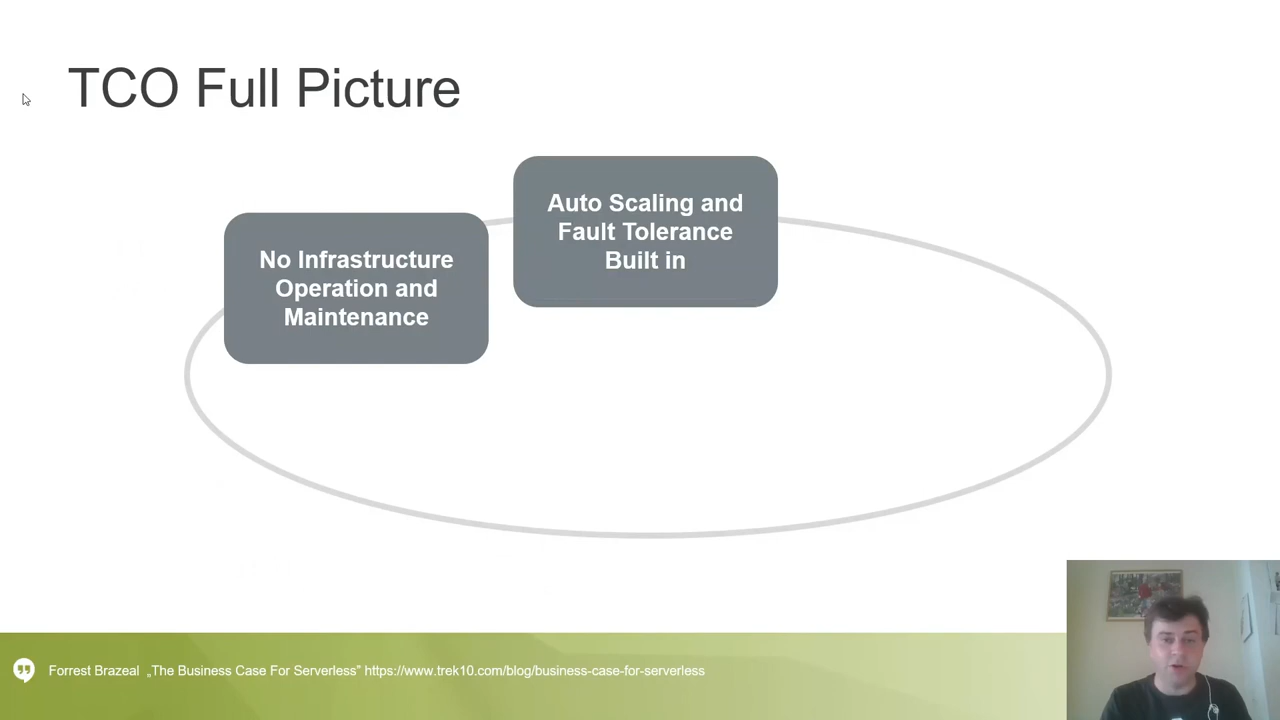 TCO Full Picture
Auto Scaling and
Fault Tolerance
Built in
No Infrastructure
Operation and
Maintenance
Forrest Brazeal „The Business Case For Serverless” https://www.trek10.com/blog/business-case-for-serverless